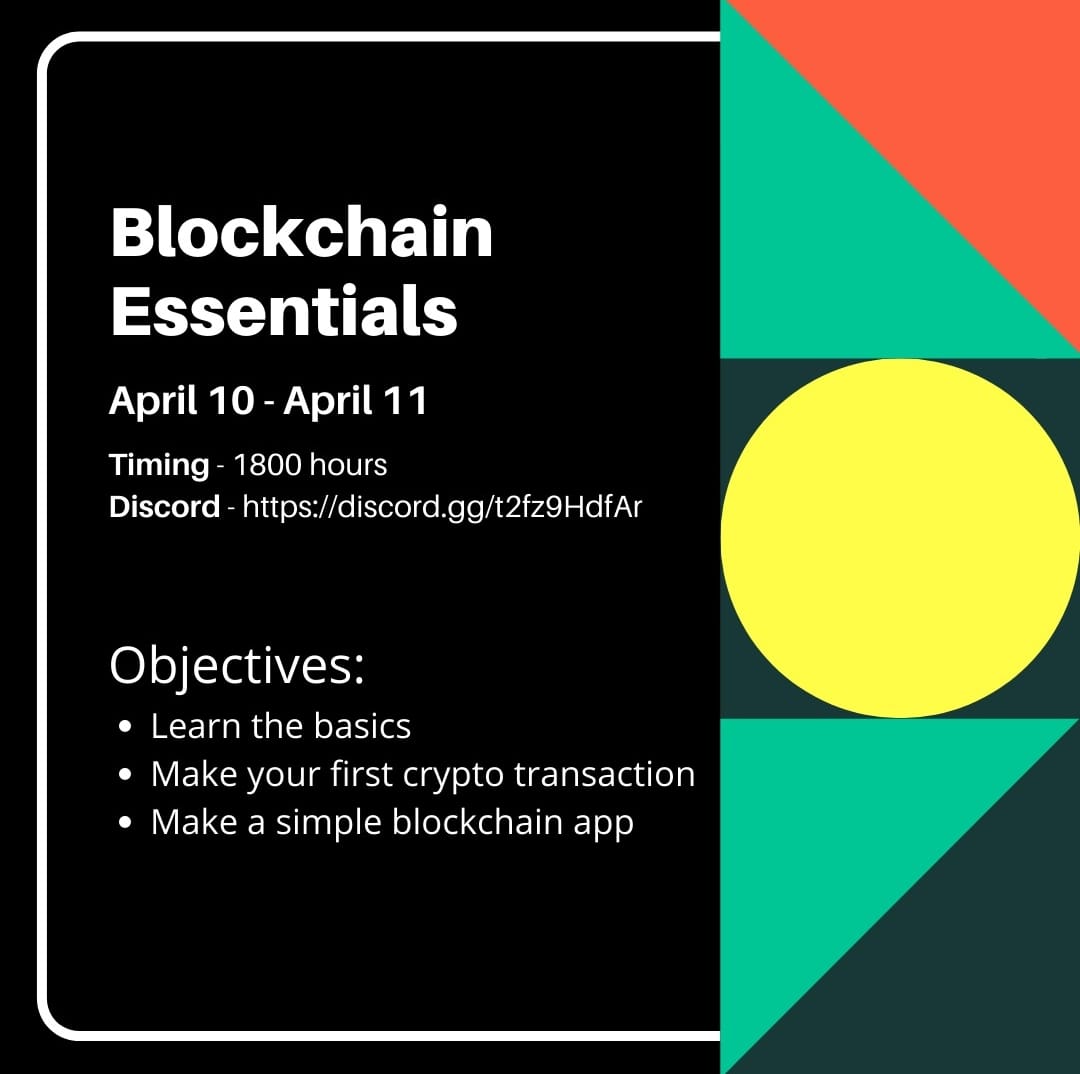 Blockchain
Essentials
April 10 - April 11
Timing - 1800 hours
Discord - https://discord.gg/t2fz9HdfAr
Objectives:
• Learn the basics
• Make your first crypto transaction
• Make a simple blockchain app